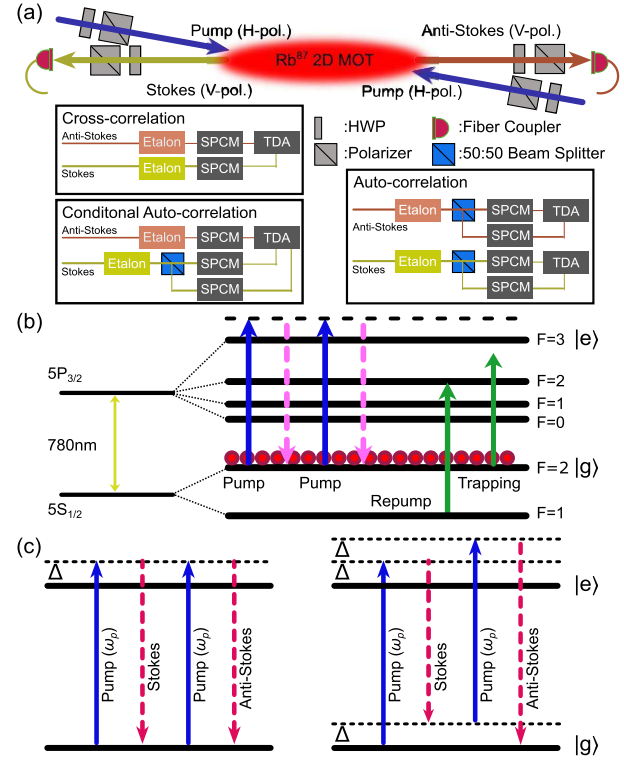 (a)
Pump (H-pol.)
Anti-Stokes (V-pol.)
Rb87 2D MOT
Stokes (V-pol.)
Pump (H-pol.)
Cross-correlation
Anti-Stokes
Etalon
SPCM
TDA
Stokes
Etalon
SPCM
:HWP
:Fiber Coupler
:Polarizer
:50:50 Beam Splitter
Conditonal Auto-correlation
Anti-Stokes
Etalon
SPCM
TDA
Stokes
Etalon
SPCM
SPCM
Auto-correlation
Etalon
SPCM
TDA
Anti-Stokes
SPCM
Etalon
SPCM
TDA
Stokes
SPCM
(b)
F=3 |e⟩
5P3/2
F=2
F=1
F=0
780nm
F=2 |g⟩
Pump
Pump
Trapping
Repump
5S1/2
F=1
(c)
Δ
Pump (ωp)
Stokes
Pump (ωp)
Anti-Stokes
Δ
Δ
|e⟩
Pump (ωp)
Stokes
Pump (ωp)
Anti-Stokes
Δ
|g⟩